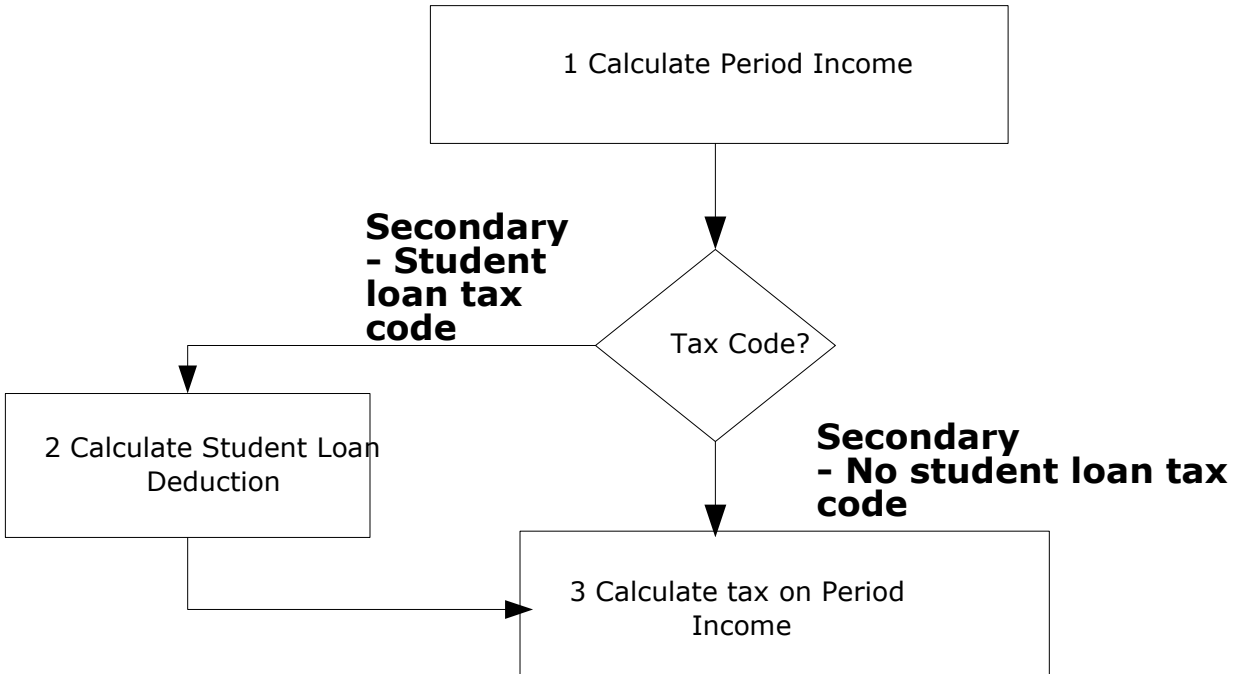 1 Calculate Period Income
Secondary
- Student
loan tax
code
Tax Code?
2 Calculate Student Loan
Deduction
Secondary
- No student loan tax
code
3 Calculate tax on Period
Income